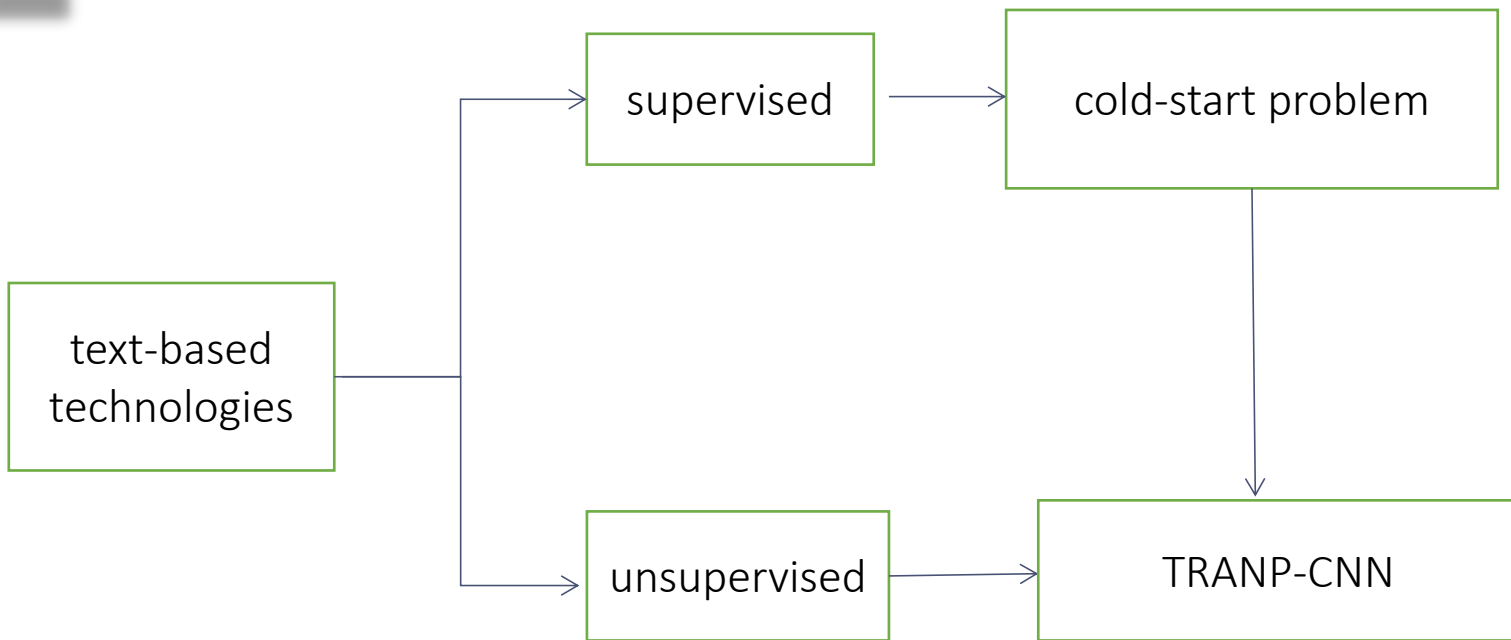 supervised
cold-start problem
text-based
technologies
unsupervised
TRANP-CNN